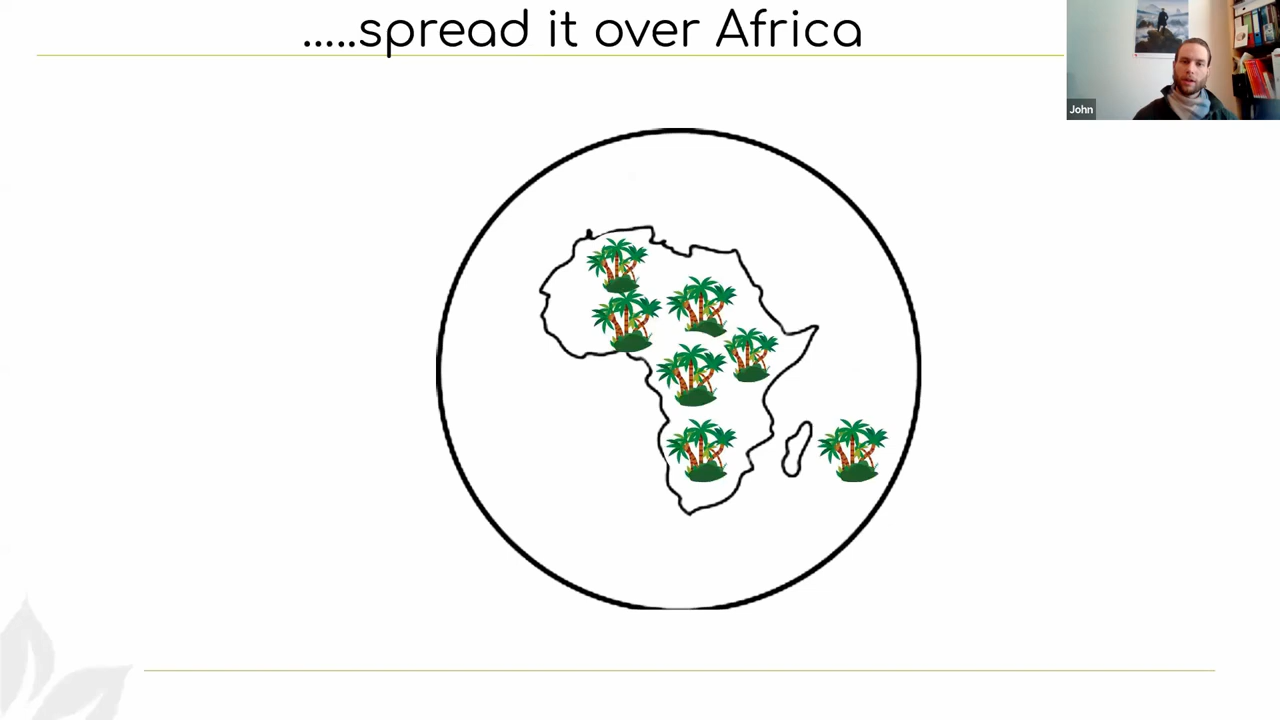 .....spread it over Africa
John